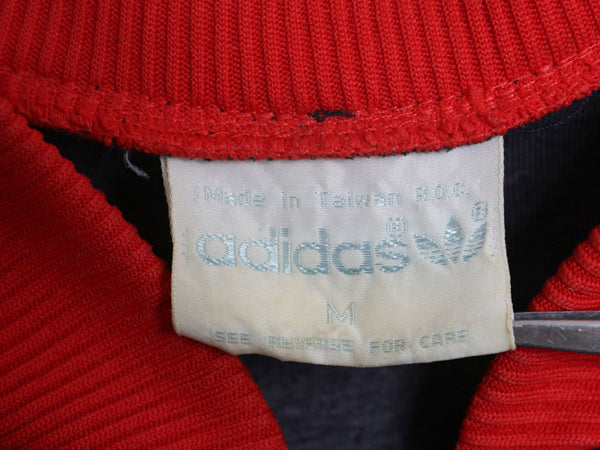 Made in Taiwan R.O.C.
adidas®
®
M
SEE REVERSE FOR CARE